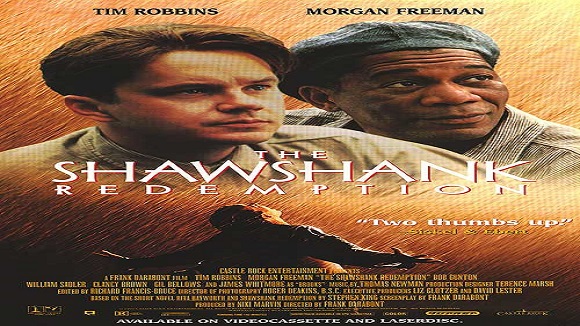 TIM ROBBINS MORGAN FREEMAN
THE
SHAWSHANK
REDEMPTION
"Two thumbs up."
Siskel & Ebert
CASTLE ROCK ENTERTAINMENT PRESENTS
A FRANK DARABONT FILM TIM ROBBINS MORGAN FREEMAN "THE SHAWSHANK REDEMPTION" BOB GUNTON
WILLIAM SADLER CLANCY BROWN GIL BELLOWS AND JAMES WHITMORE AS "BROOKS" MUSIC BY THOMAS NEWMAN PRODUCTION DESIGNER TERENCE MARSH
EDITED BY RICHARD FRANCIS-BRUCE DIRECTOR OF PHOTOGRAPHY ROGER DEAKINS, B.S.C. EXECUTIVE PRODUCERS LIZ GLOTZER AND DAVID LESTER
BASED ON THE SHORT NOVEL RITA HAYWORTH AND SHAWSHANK REDEMPTION BY STEPHEN KING SCREENPLAY BY FRANK DARABONT
PRODUCED BY NIKI MARVIN DIRECTED BY FRANK DARABONT
AVAILABLE ON VIDEOCASSETTE AND LASERDISC